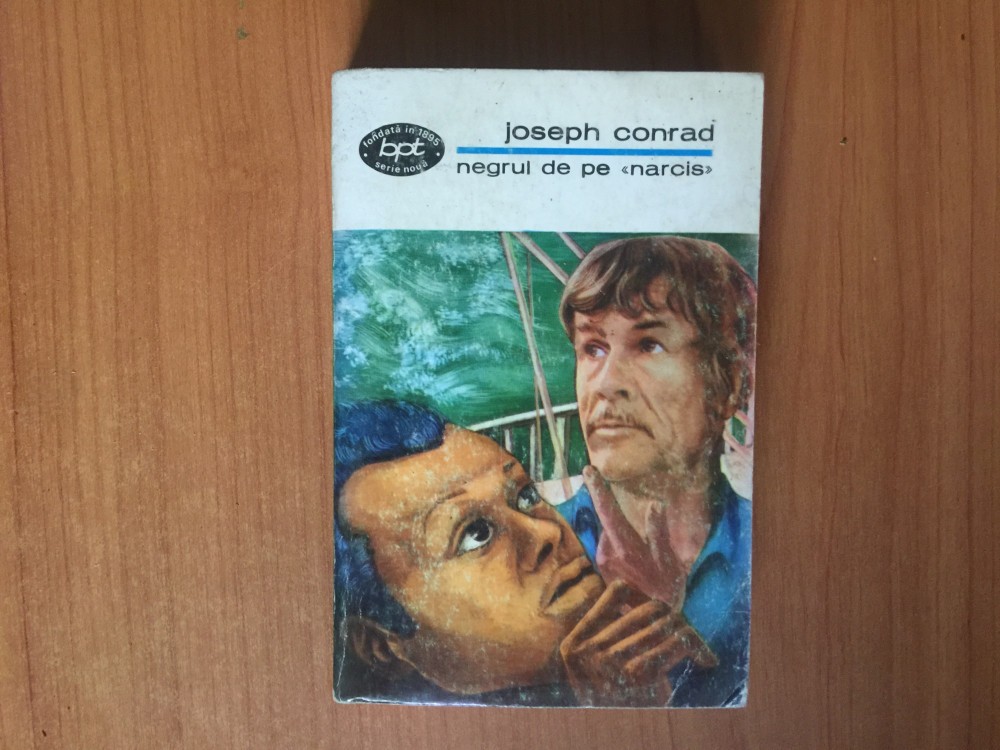 fondată în 1895
bpt
serie nouă
joseph conrad
negrul de pe «narcis»